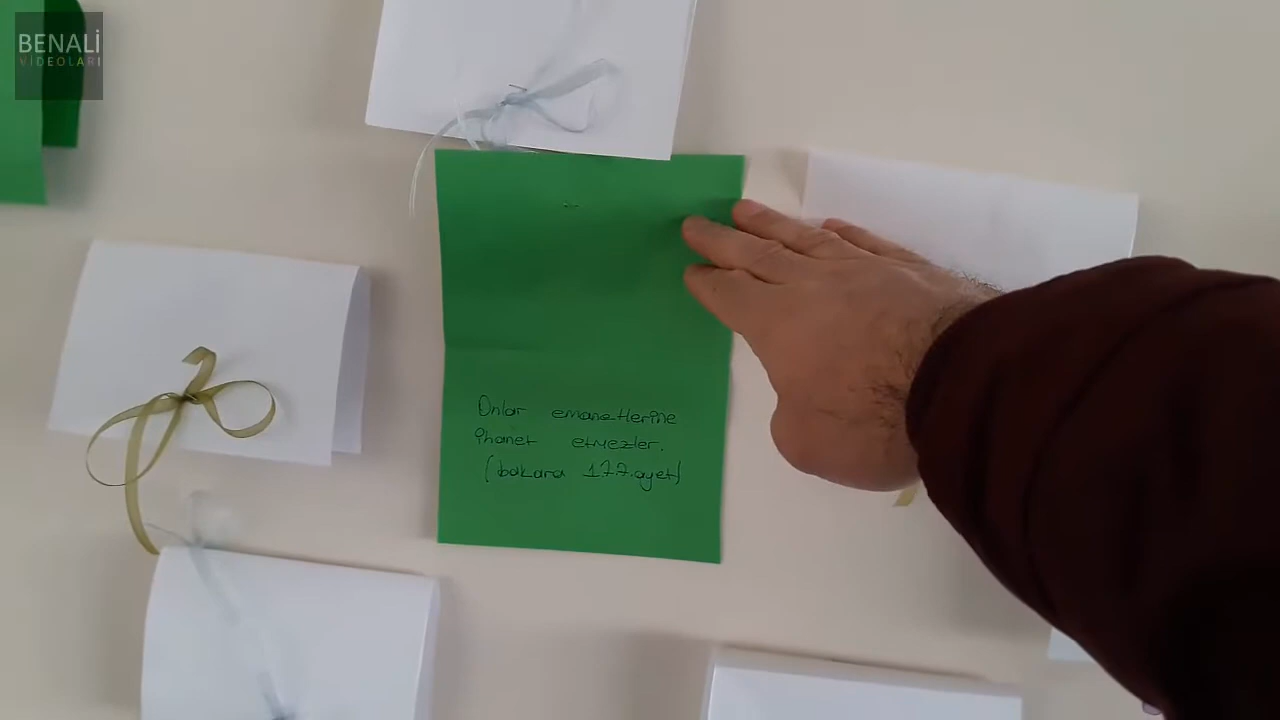 BENALİ
VİDEOLARI
Onlar emanetlerine
ihanet etmezler.
(bakara 177.ayet)